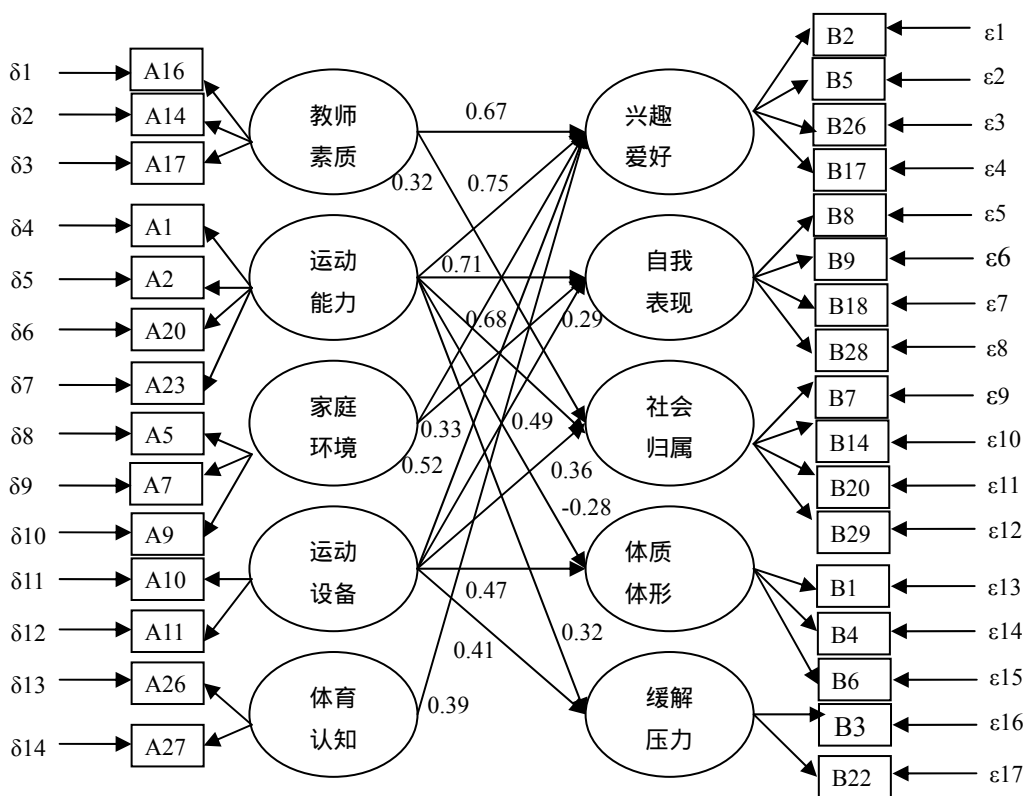 δ1
A16
δ2
A14
δ3
A17
δ4
A1
δ5
A2
δ6
A20
δ7
A23
δ8
A5
δ9
A7
δ10
A9
δ11
A10
δ12
A11
δ13
A26
δ14
A27
教师
素质
运动
能力
家庭
环境
运动
设备
体育
认知
0.67
0.32
0.75
0.71
0.68
0.29
0.33
0.49
0.52
0.36
-0.28
0.47
0.32
0.41
0.39
兴趣
爱好
自我
表现
社会
归属
体质
体形
缓解
压力
B2
ε1
B5
ε2
B26
ε3
B17
ε4
B8
ε5
B9
ε6
B18
ε7
B28
ε8
B7
ε9
B14
ε10
B20
ε11
B29
ε12
B1
ε13
B4
ε14
B6
ε15
B3
ε16
B22
ε17